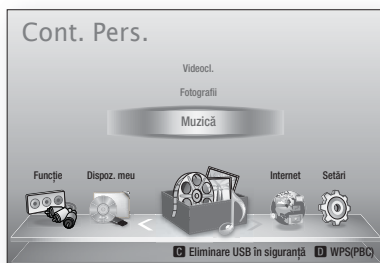 Cont. Pers.
Videocl.
Fotografii
Muzică
Funcţie Dispoz. meu Internet Setări
C Eliminare USB în siguranţă D WPS(PBC)